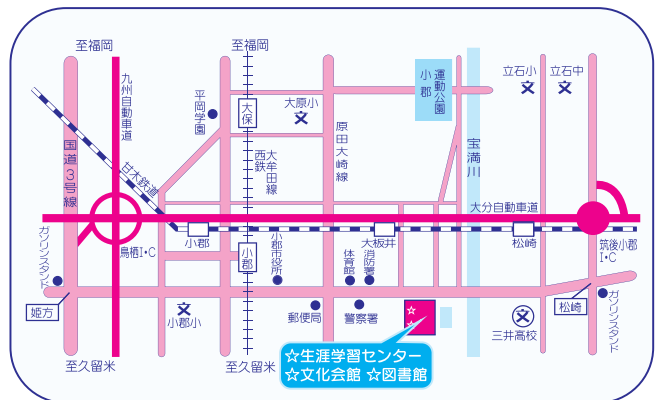 至福岡
至福岡
九州自動車道
平岡学園
大保
大原小
原田大崎線
小郡
運動公園
立石小
立石中
国道3号線
甘木鉄道
西鉄
大牟田線
宝満川
大分自動車道
ガソリンスタンド
鳥栖I・C
小郡
小郡
小郡市役所
体育館
消防署
大板井
松崎
筑後小郡
I・C
姫方
小郡小
郵便局
警察署
☆
☆
三井高校
松崎
ガソリンスタンド
至久留米
至久留米
☆生涯学習センター
☆文化会館 ☆図書館